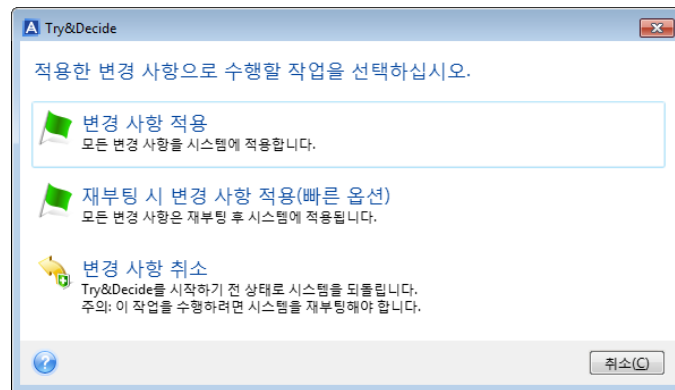 Try&Decide
적용한 변경 사항으로 수행할 작업을 선택하십시오.
변경 사항 적용
모든 변경 사항을 시스템에 적용합니다.
재부팅 시 변경 사항 적용(빠른 옵션)
모든 변경 사항은 재부팅 후 시스템에 적용됩니다.
변경 사항 취소
Try&Decide를 시작하기 전 상태로 시스템을 되돌립니다.
주의: 이 작업을 수행하려면 시스템을 재부팅해야 합니다.
취소(C)